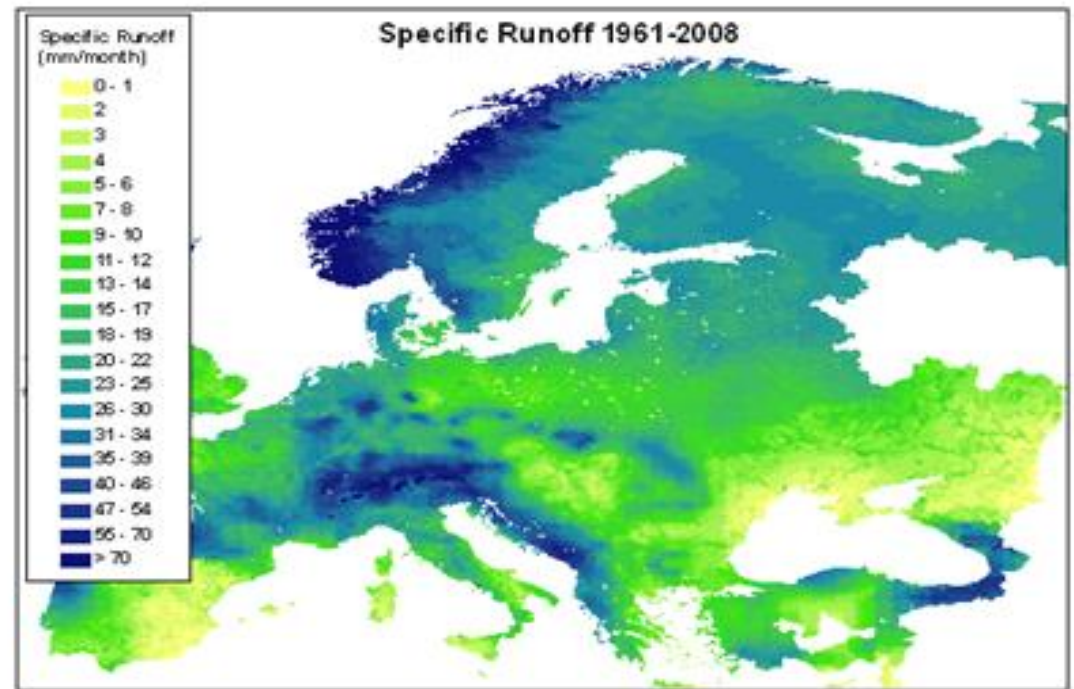 Specific Runoff 1961-2008
Specific Runoff
(mm/month)
0 - 1
2
3
4
5 - 6
7 - 8
9 - 10
11 - 12
13 - 14
15 - 17
18 - 19
20 - 22
23 - 25
26 - 30
31 - 34
35 - 39
40 - 46
47 - 54
55 - 70
> 70